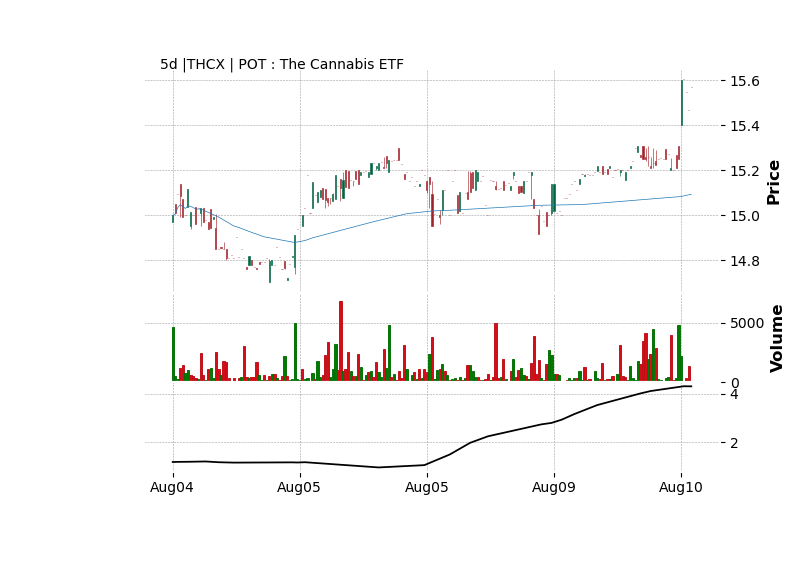 5d |THCX | POT : The Cannabis ETF
15.6
15.4
15.2
15.0
14.8
Price
5000
0
Volume
4
2
Aug04 Aug05 Aug05 Aug09 Aug10